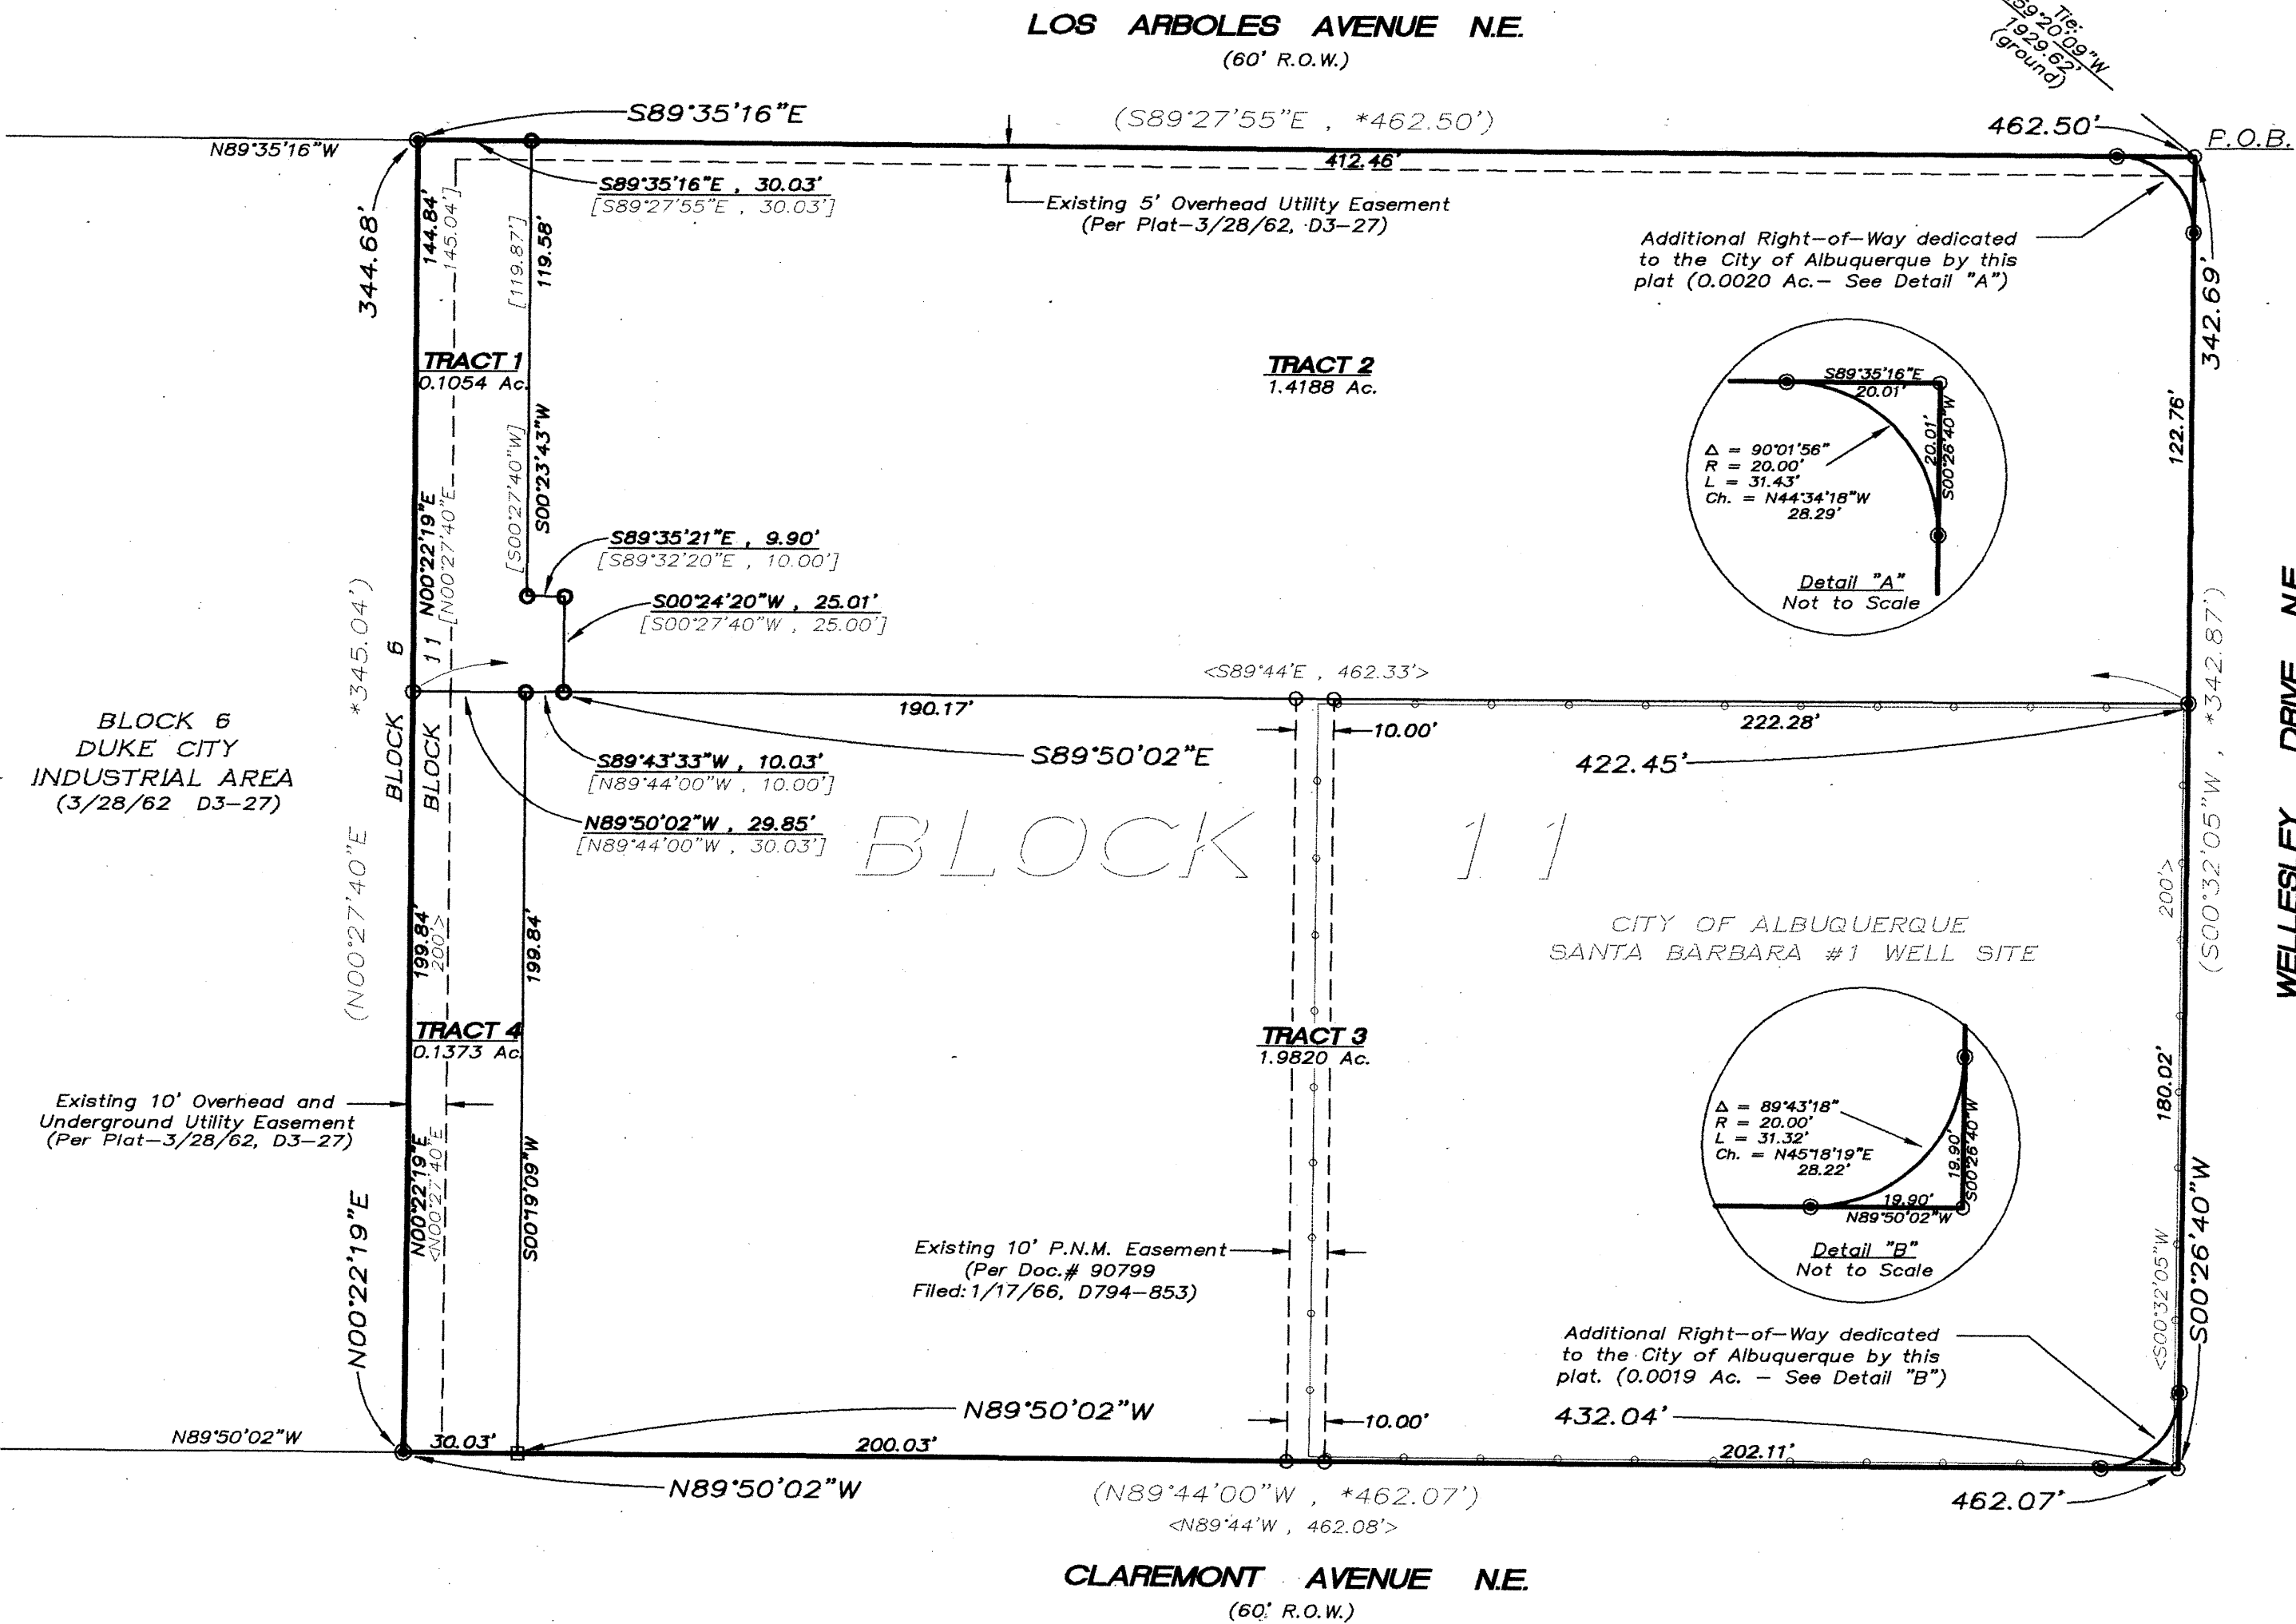 LOS ARBOLES AVENUE N.E.
(60' R.O.W.)
Tie:
59°20'09"W
1929.62'
(ground)
S89°35'16"E
(S89°27'55"E , *462.50')
462.50'
P.O.B.
N89°35'16"W
412.46'
S89°35'16"E , 30.03'
[S89°27'55"E , 30.03']
Existing 5' Overhead Utility Easement
(Per Plat-3/28/62, D3-27)
344.68'
144.84'
[145.04']
[119.87']
119.58'
Additional Right-of-Way dedicated
to the City of Albuquerque by this
plat (0.0020 Ac.- See Detail "A")
342.69'
TRACT 1
0.1054 Ac.
TRACT 2
1.4188 Ac.
122.76'
S89°35'16"E
20.01'
20.01'
S00°26'40"W
Δ = 90°01'56"
R = 20.00'
L = 31.43'
Ch. = N44°34'18"W
28.29'
Detail "A"
Not to Scale
N00°22'19"E
[N00°27'40"E
[S00°27'40"W]
S00°23'43"W
S89°35'21"E , 9.90'
[S89°32'20"E , 10.00']
S00°24'20"W , 25.01'
[S00°27'40"W , 25.00']
(N00°27'40"E *345.04')
BLOCK 6
BLOCK 11
<S89°44'E , 462.33'>
190.17'
222.28'
10.00'
S89°50'02"E
422.45'
S89°43'33"W , 10.03'
[N89°44'00"W , 10.00']
N89°50'02"W , 29.85'
[N89°44'00"W , 30.03']
BLOCK 6
DUKE CITY
INDUSTRIAL AREA
(3/28/62 D3-27)
BLOCK 11
(S00°32'05"W , *342.87')
WELLESLEY DRIVE N.E.
CITY OF ALBUQUERQUE
SANTA BARBARA #1 WELL SITE
199.84'
200'>
199.84'
200'>
TRACT 4
0.1373 Ac.
TRACT 3
1.9820 Ac.
180.02'
Existing 10' Overhead and
Underground Utility Easement
(Per Plat-3/28/62, D3-27)
N00°22'19"E
<N00°27'40"E
S00°19'09"W
Δ = 89°43'18"
R = 20.00'
L = 31.32'
Ch. = N45°18'19"E
28.22'
19.90'
S00°26'40"W
19.90'
N89°50'02"W
Detail "B"
Not to Scale
N00°22'19"E
Existing 10' P.N.M. Easement
(Per Doc.# 90799
Filed: 1/17/66, D794-853)
<S00°32'05"W
S00°26'40"W
Additional Right-of-Way dedicated
to the City of Albuquerque by this
plat. (0.0019 Ac. - See Detail "B")
N89°50'02"W
10.00'
432.04'
N89°50'02"W
30.03'
200.03'
202.11'
N89°50'02"W
(N89°44'00"W , *462.07')
<N89°44'W , 462.08'>
462.07'
CLAREMONT AVENUE N.E.
(60' R.O.W.)